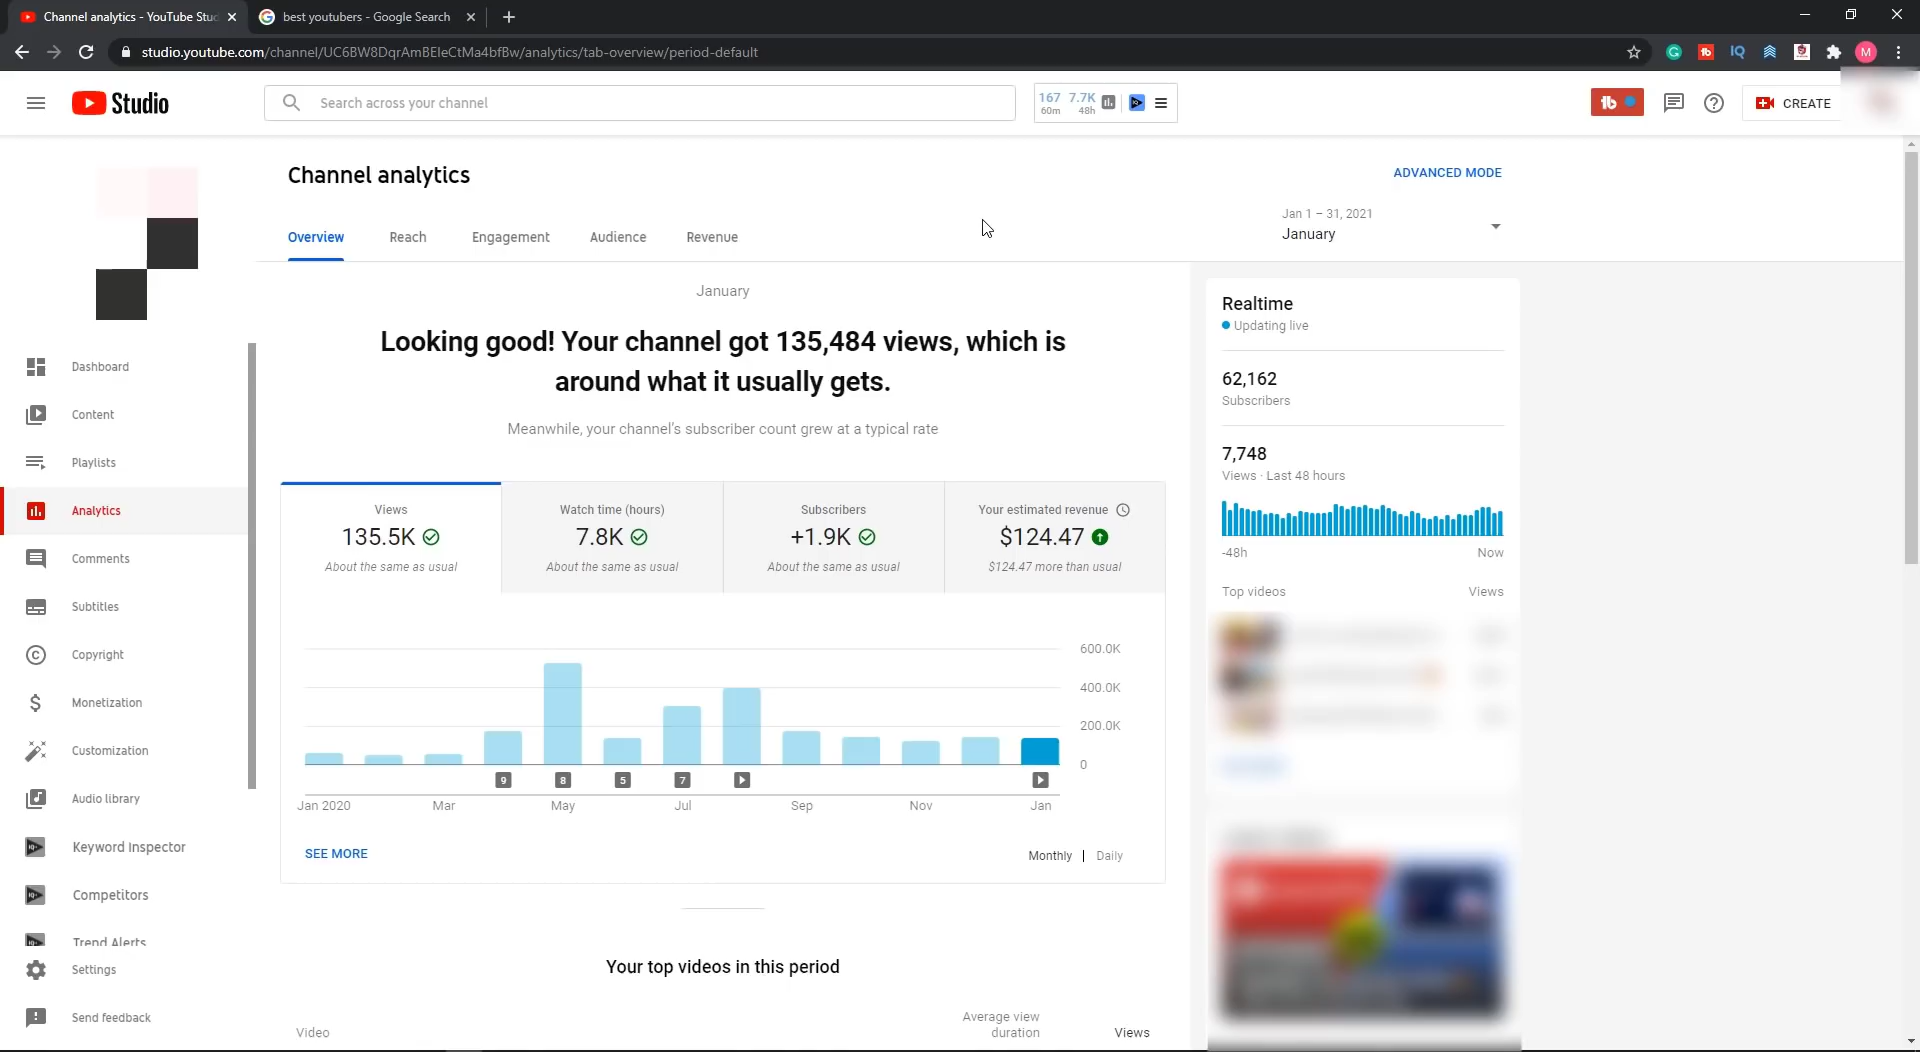 Channel analytics - YouTube Stud
best youtubers - Google Search
studio.youtube.com/channel/UC6BW8DqrAmBEIeCtMa4bfBw/analytics/tab-overview/period-default
IQ
M
Studio
Search across your channel
167 7.7K
60m 48h
CREATE
Channel analytics
ADVANCED MODE
Jan 1 – 31, 2021
January
Overview Reach Engagement Audience Revenue
January
Looking good! Your channel got 135,484 views, which is
around what it usually gets.
Meanwhile, your channel's subscriber count grew at a typical rate
Views
135.5K
About the same as usual
Watch time (hours)
7.8K
About the same as usual
Subscribers
+1.9K
About the same as usual
Your estimated revenue
$124.47
$124.47 more than usual
600.0K
400.0K
200.0K
0
9 8 5 7
Jan 2020 Mar May Jul Sep Nov Jan
SEE MORE
Monthly | Daily
Your top videos in this period
Video
Average view
duration
Views
Realtime
Updating live
62,162
Subscribers
7,748
Views · Last 48 hours
-48h Now
Top videos Views
Dashboard
Content
Playlists
Analytics
Comments
Subtitles
Copyright
Monetization
Customization
Audio library
Keyword Inspector
Competitors
Trend Alerts
Settings
Send feedback